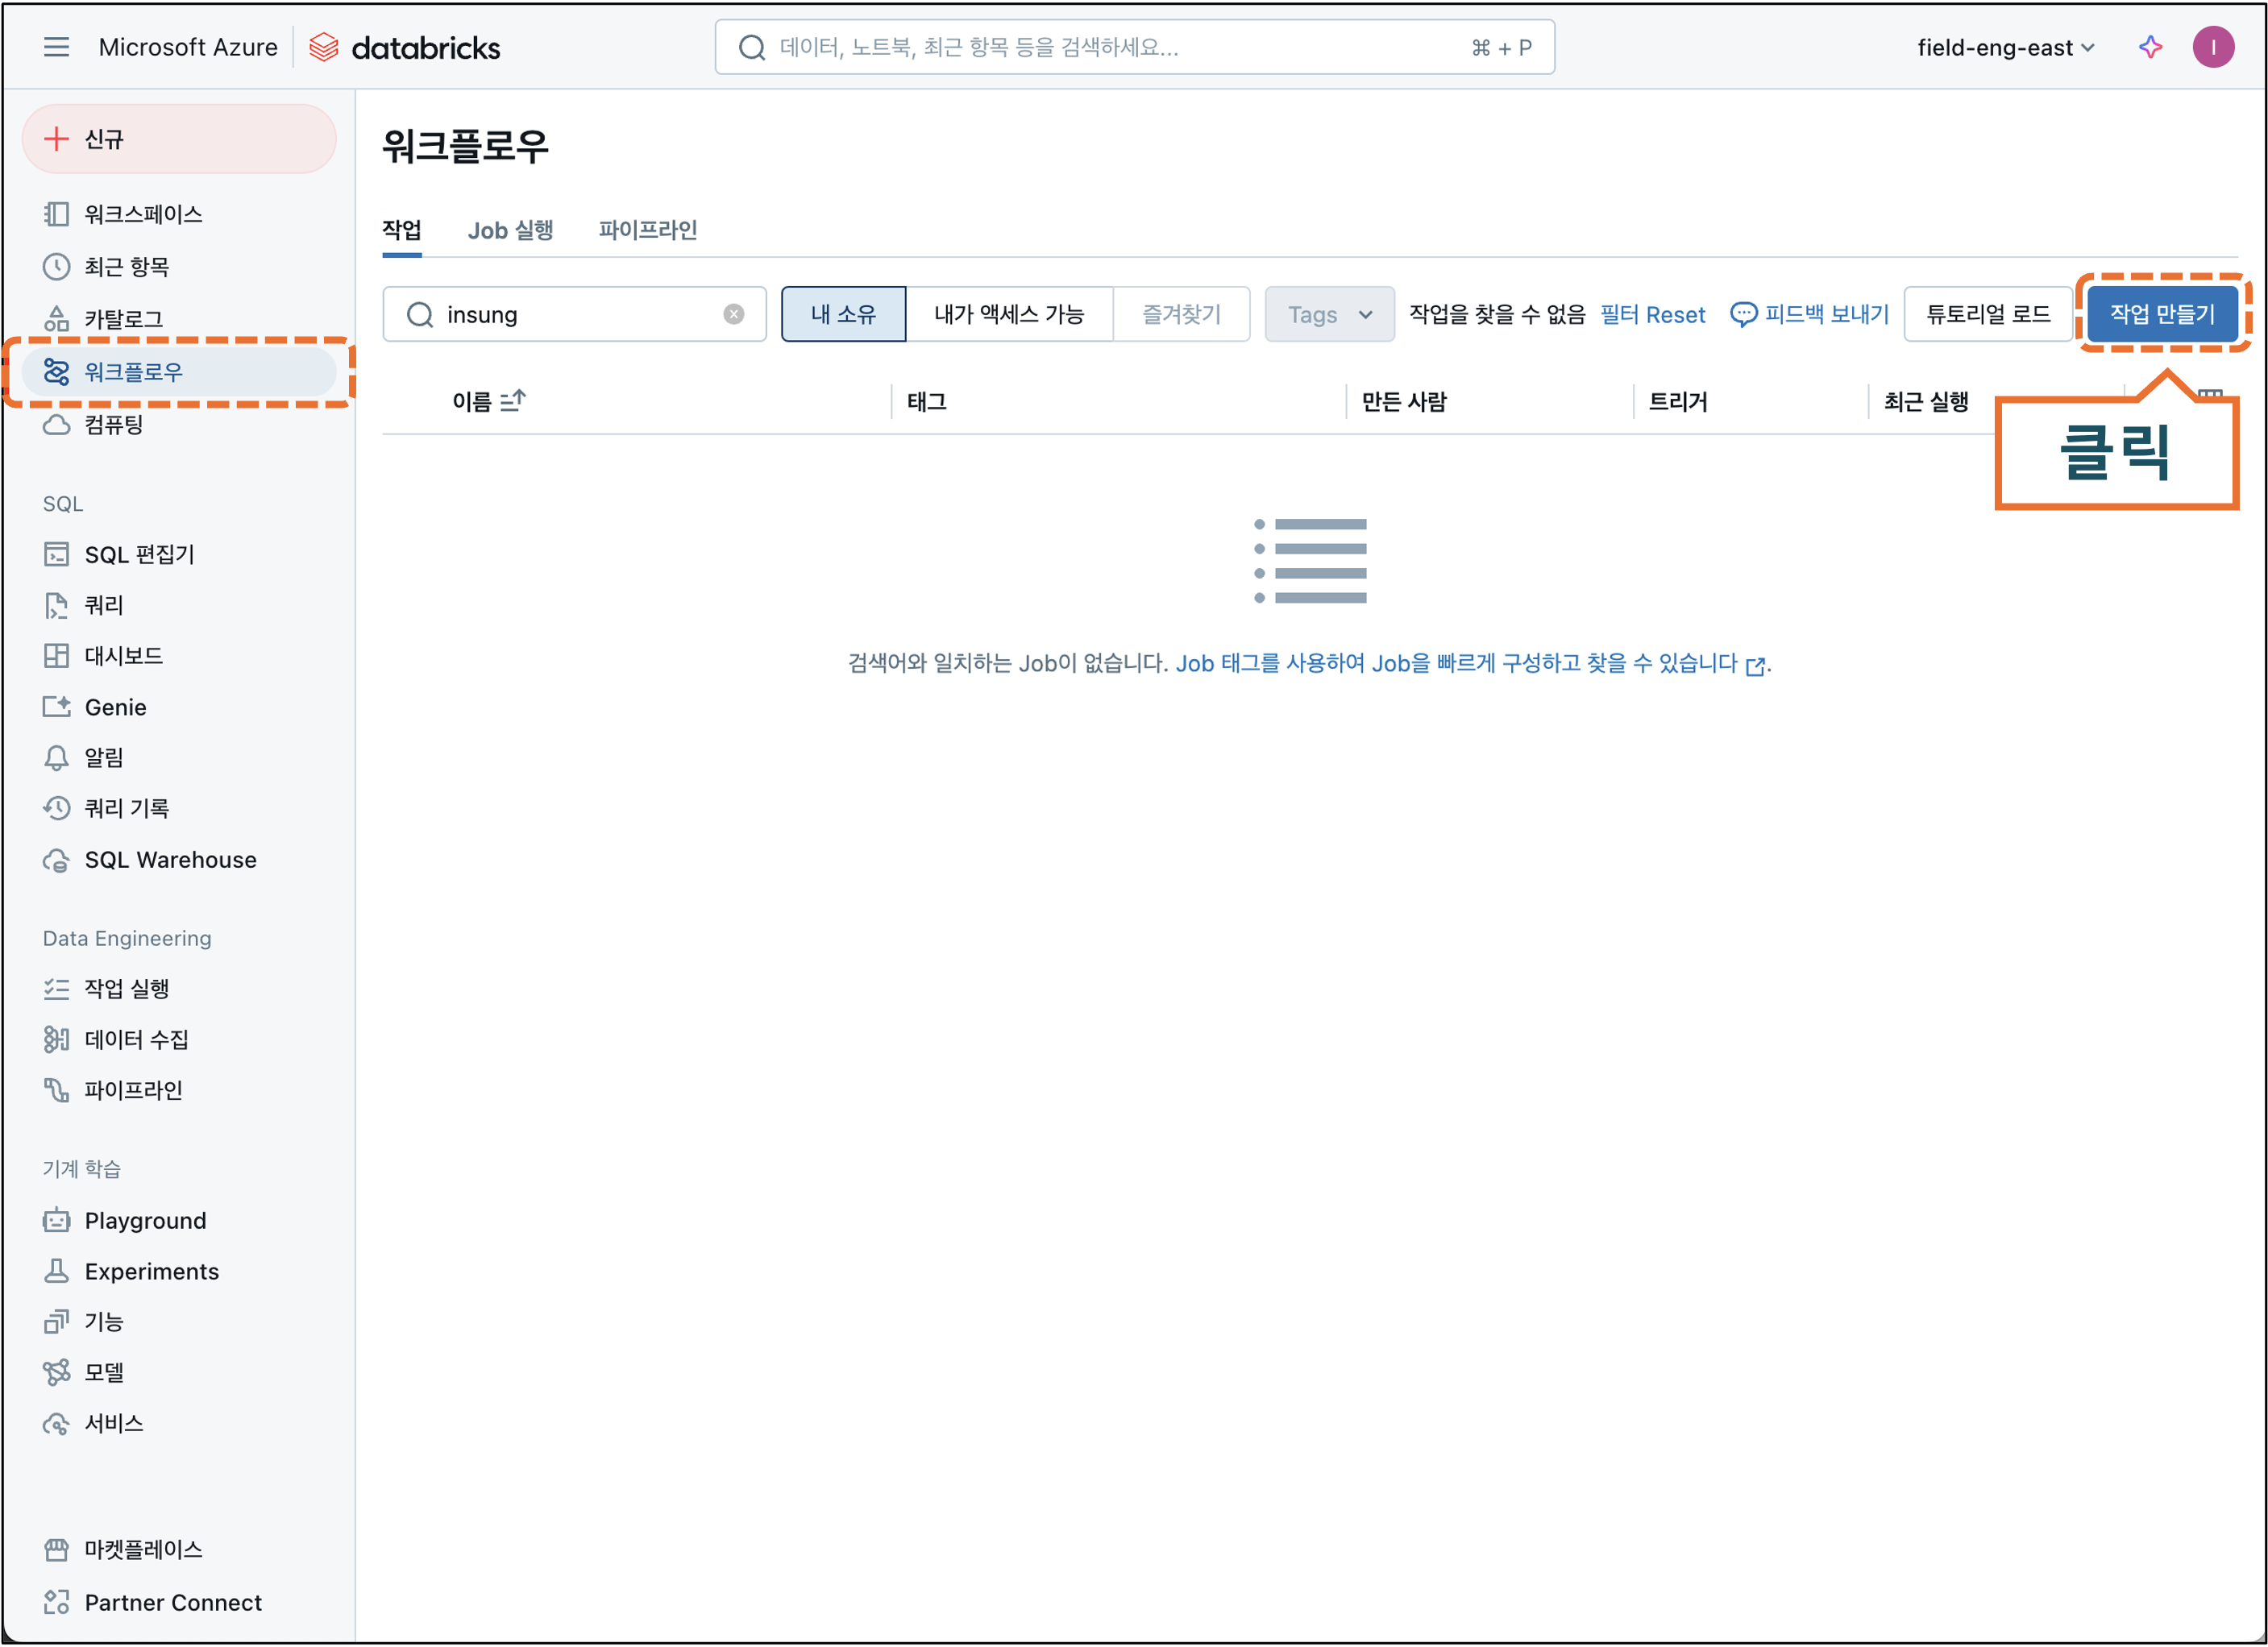 Microsoft Azure databricks
데이터, 노트북, 최근 항목 등을 검색하세요... ⌘ + P
field-eng-east
I
신규
워크스페이스
최근 항목
카탈로그
워크플로우
컴퓨팅
SQL
SQL 편집기
쿼리
대시보드
Genie
알림
쿼리 기록
SQL Warehouse
Data Engineering
작업 실행
데이터 수집
파이프라인
기계 학습
Playground
Experiments
기능
모델
서비스
마켓플레이스
Partner Connect
워크플로우
작업 Job 실행 파이프라인
insung 내 소유 내가 액세스 가능 즐겨찾기 Tags 작업을 찾을 수 없음 필터 Reset 피드백 보내기 튜토리얼 로드 작업 만들기
이름 태그 만든 사람 트리거 최근 실행
클릭
검색어와 일치하는 Job이 없습니다. Job 태그를 사용하여 Job을 빠르게 구성하고 찾을 수 있습니다.